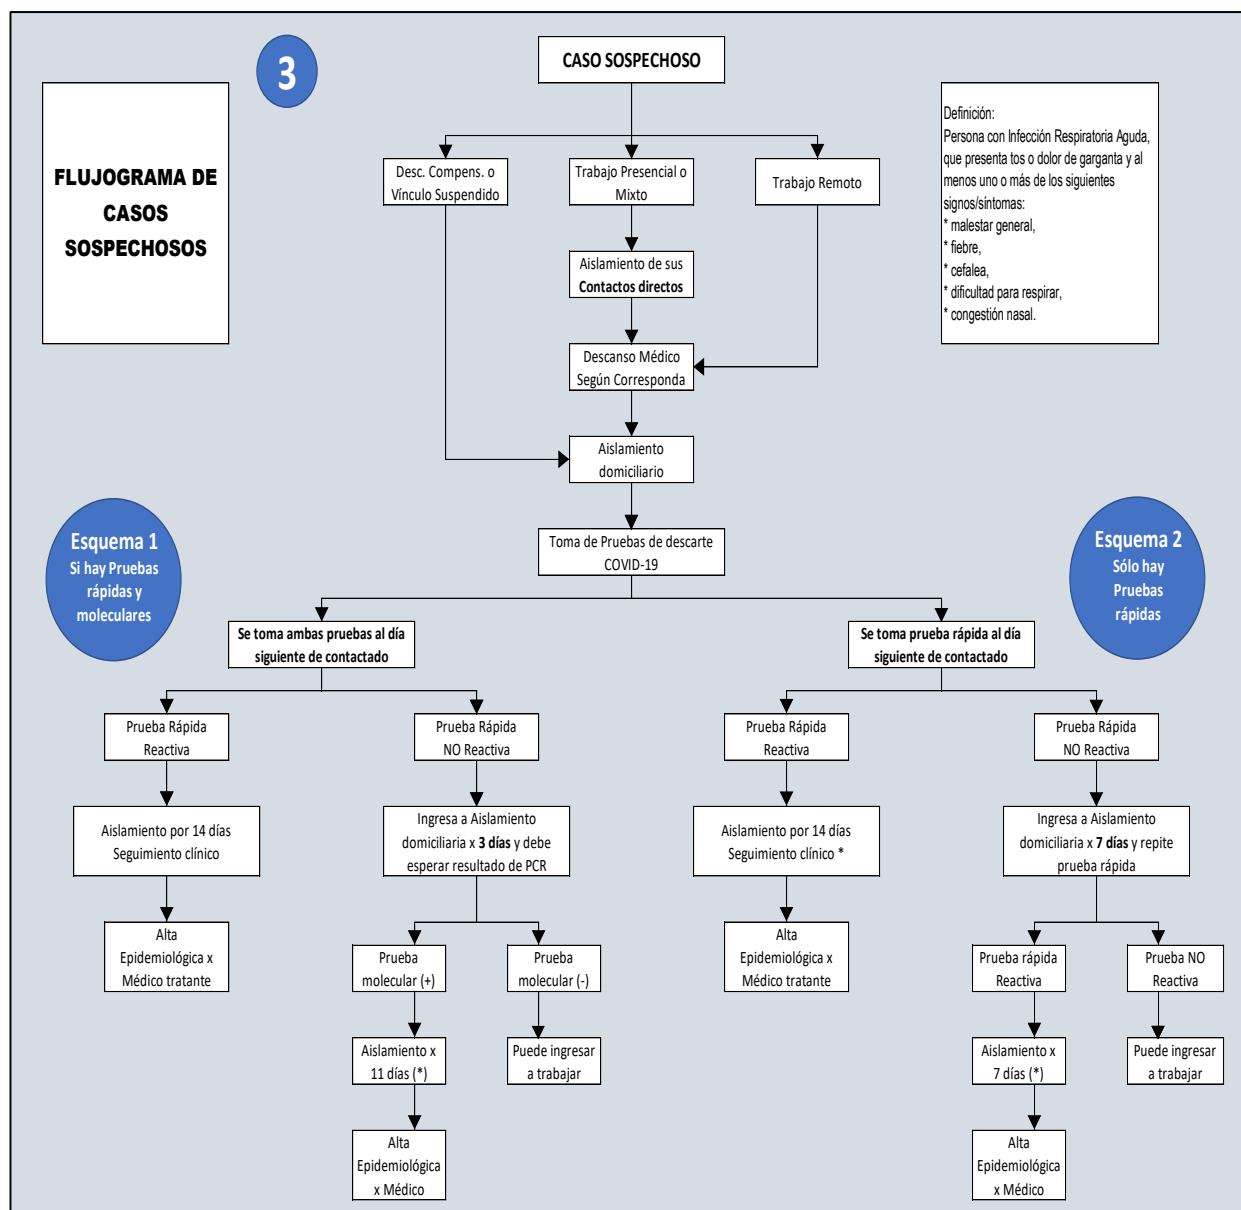 3
CASO SOSPECHOSO
FLUJOGRAMA DE
CASOS
SOSPECHOSOS
Definición:
Persona con Infección Respiratoria Aguda,
que presenta tos o dolor de garganta y al
menos uno o más de los siguientes
signos/síntomas:
* malestar general,
* fiebre,
* cefalea,
* dificultad para respirar,
* congestión nasal.
Desc. Compens. o
Vínculo Suspendido
Trabajo Presencial o
Mixto
Trabajo Remoto
Aislamiento de sus
Contactos directos
Descanso Médico
Según Corresponda
Aislamiento
domiciliario
Toma de Pruebas de descarte
COVID-19
Esquema 1
Si hay Pruebas
rápidas y
moleculares
Esquema 2
Sólo hay
Pruebas
rápidas
Se toma ambas pruebas al día
siguiente de contactado
Se toma prueba rápida al día
siguiente de contactado
Prueba Rápida
Reactiva
Prueba Rápida
NO Reactiva
Prueba Rápida
Reactiva
Prueba Rápida
NO Reactiva
Aislamiento por 14 días
Seguimiento clínico
Ingresa a Aislamiento
domiciliaria x 3 días y debe
esperar resultado de PCR
Aislamiento por 14 días
Seguimiento clínico *
Ingresa a Aislamiento
domiciliaria x 7 días y repite
prueba rápida
Alta
Epidemiológica x
Médico tratante
Prueba
molecular (+)
Prueba
molecular (-)
Alta
Epidemiológica x
Médico tratante
Prueba rápida
Reactiva
Prueba NO
Reactiva
Aislamiento x
11 días (*)
Puede ingresar
a trabajar
Aislamiento x
7 días (*)
Puede ingresar
a trabajar
Alta
Epidemiológica
x Médico
Alta
Epidemiológica
x Médico